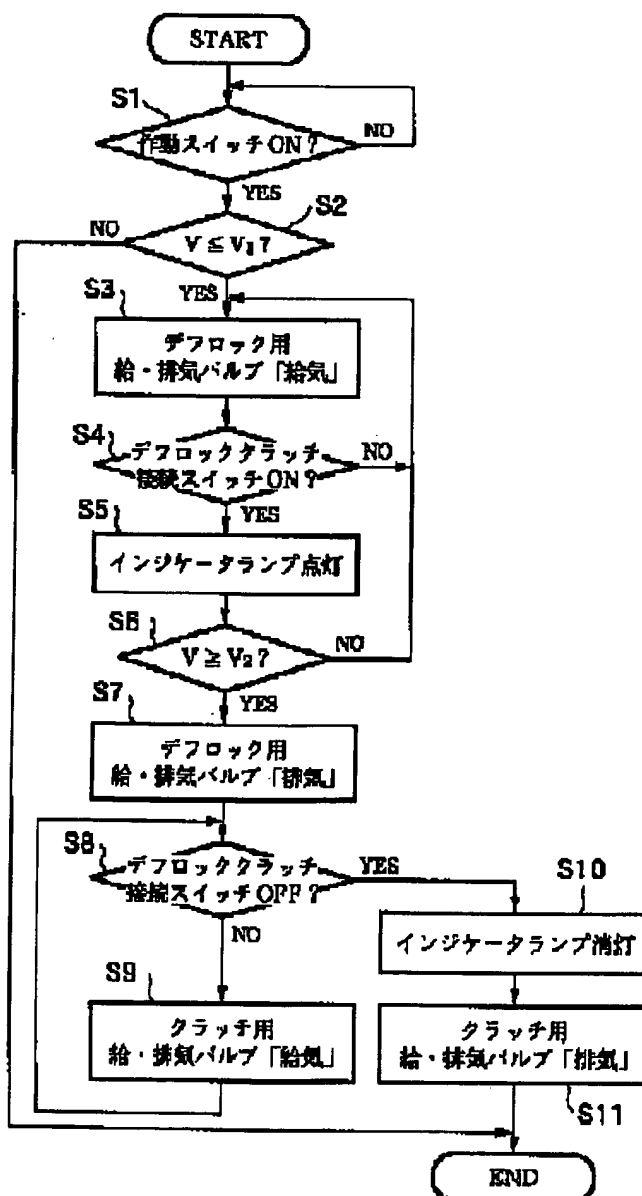 START
S1
作動スイッチON?
NO
YES
S2
NO
V≦V₁?
YES
S3
デフロック用
給・排気バルブ「給気」
S4
デフロッククラッチ
接続スイッチON?
NO
YES
S5
インジケータランプ点灯
S6
V≧V₂?
NO
YES
S7
デフロック用
給・排気バルブ「排気」
S8
デフロッククラッチ
接続スイッチOFF?
YES
NO
S10
インジケータランプ消灯
S9
クラッチ用
給・排気バルブ「給気」
クラッチ用
給・排気バルブ「排気」
S11
END